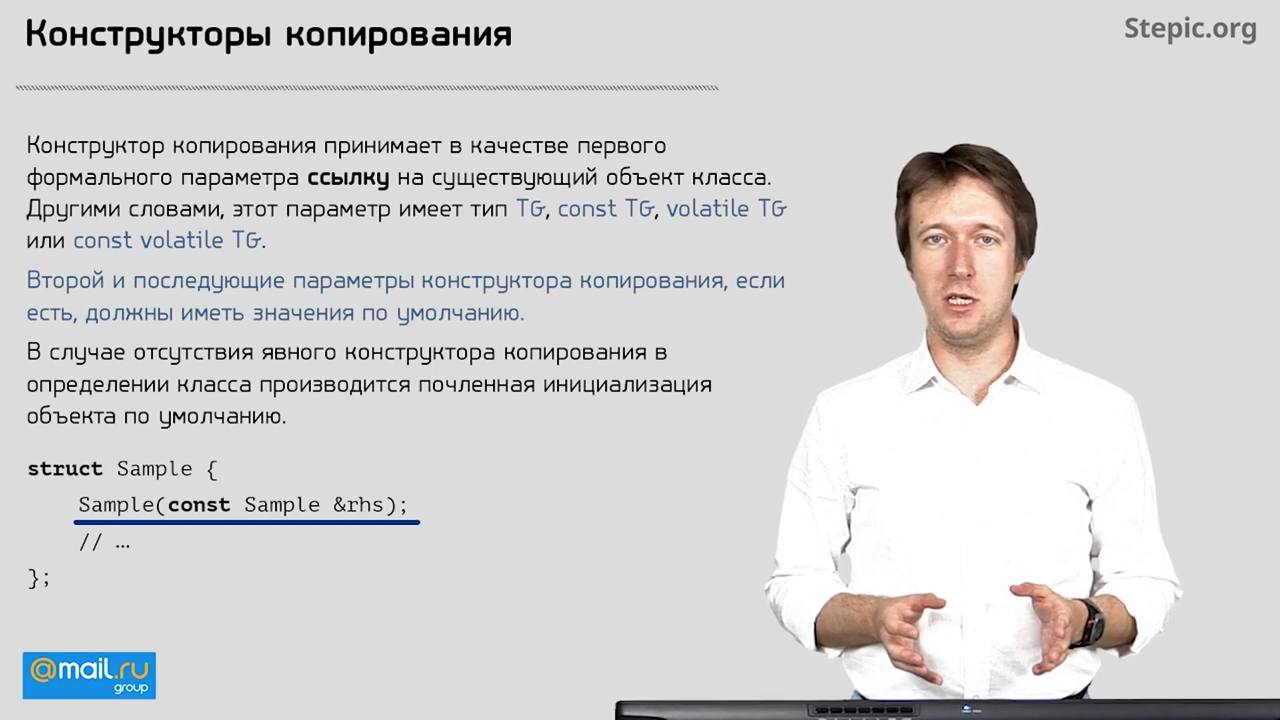 Конструкторы копирования
Stepic.org
Конструктор копирования принимает в качестве первого
формального параметра ссылку на существующий объект класса.
Другими словами, этот параметр имеет тип T&, const T&, volatile T&
или const volatile T&.
Второй и последующие параметры конструктора копирования, если
есть, должны иметь значения по умолчанию.
В случае отсутствия явного конструктора копирования в
определении класса производится почленная инициализация
объекта по умолчанию.
struct Sample {
Sample(const Sample &rhs);
// …
};
@mail.ru
group